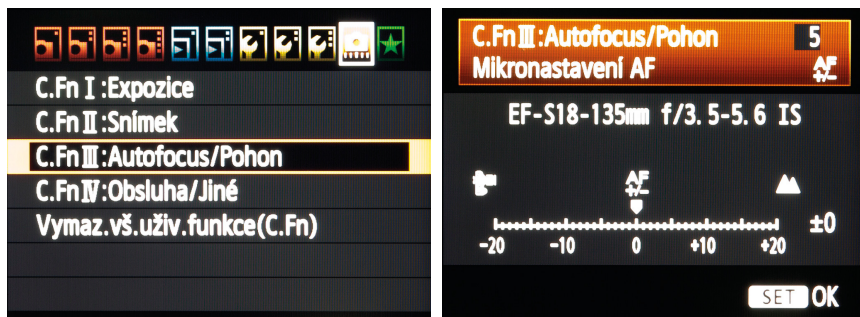 C.Fn I :Expozice
C.Fn II :Snímek
C.Fn III :Autofocus/Pohon
C.Fn IV :Obsluha/Jiné
Vymaz.vš.uživ.funkce(C.Fn)
C.Fn III :Autofocus/Pohon 5
Mikronastavení AF AF +/-
EF-S18-135mm f/3.5-5.6 IS
AF
+/-
±0
-20 -10 0 +10 +20
SET OK